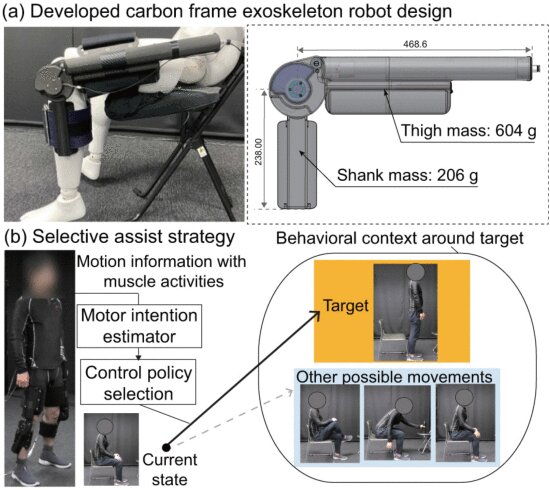 (a) Developed carbon frame exoskeleton robot design
468.6
Thigh mass: 604 g
238.00
Shank mass: 206 g
(b) Selective assist strategy
Behavioral context around target
Motion information with
muscle activities
Motor intention
estimator
Control policy
selection
Current
state
Target
Other possible movements